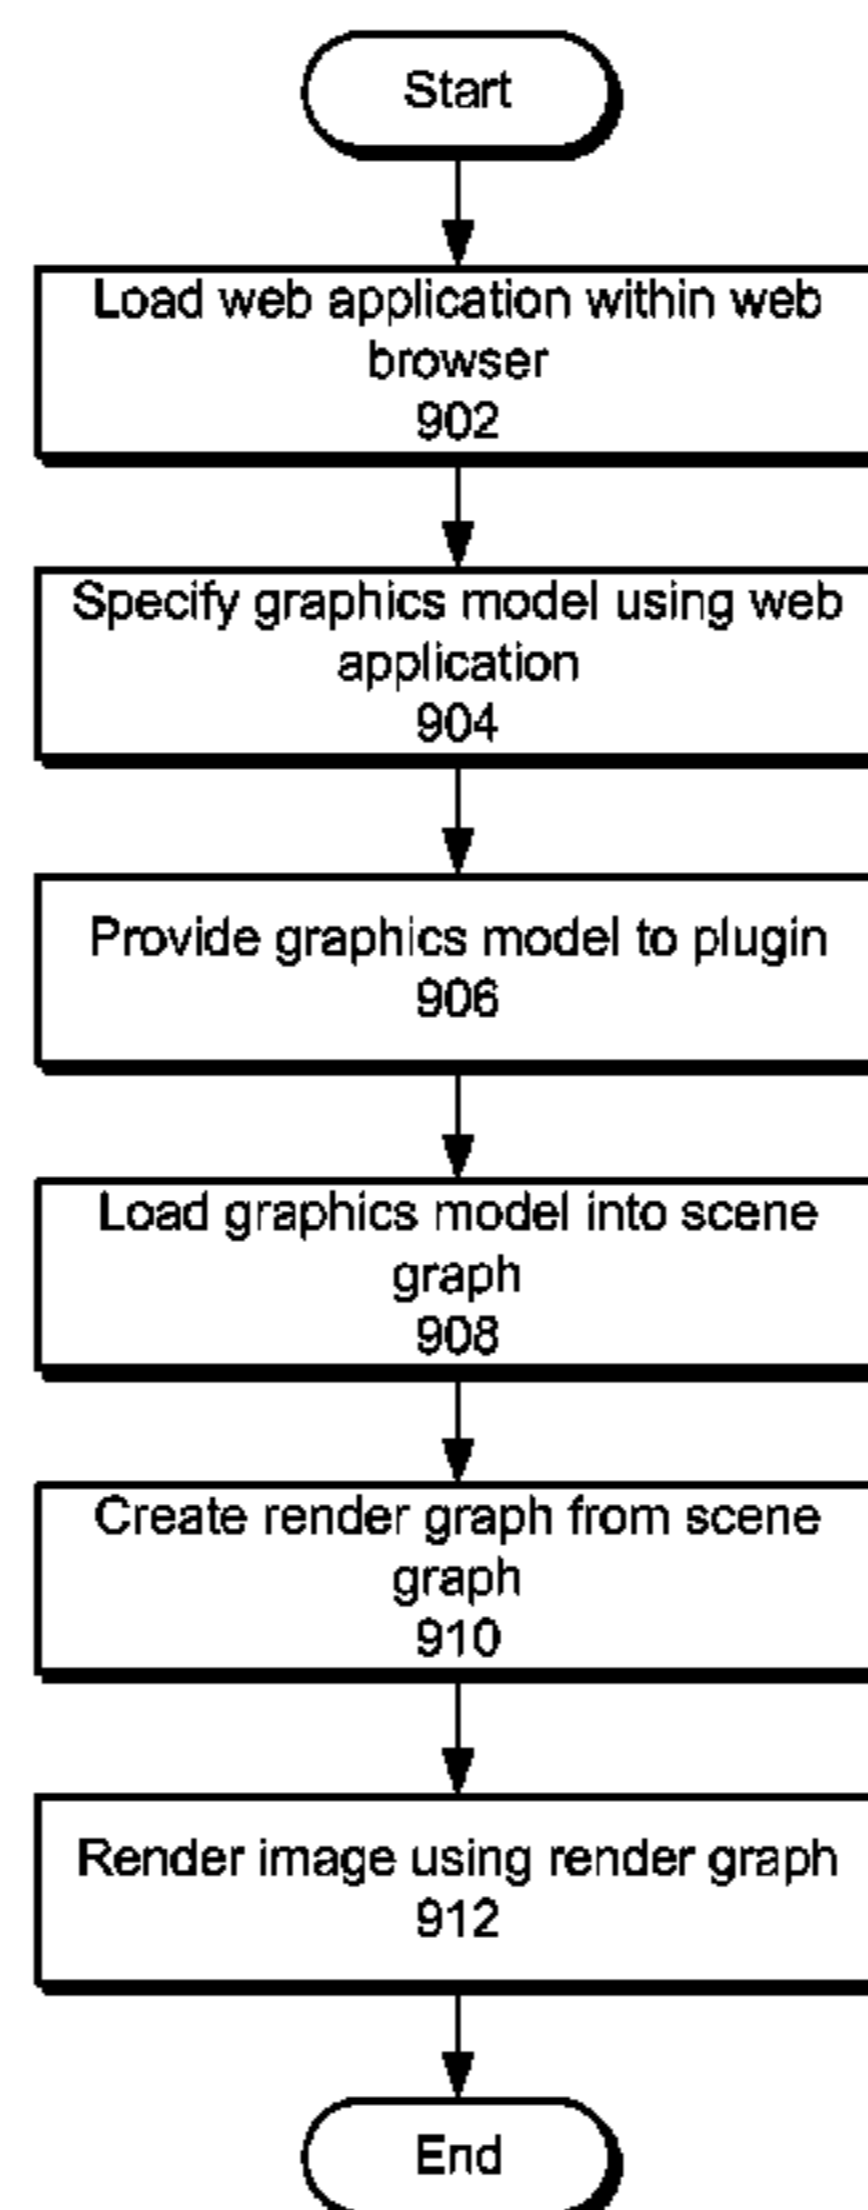 Start
Load web application within web
browser
902
Specify graphics model using web
application
904
Provide graphics model to plugin
906
Load graphics model into scene
graph
908
Create render graph from scene
graph
910
Render image using render graph
912
End